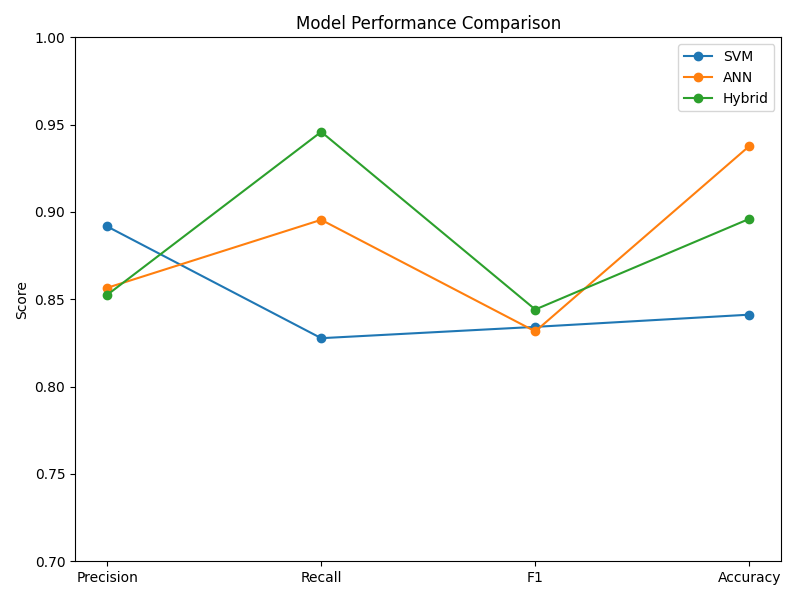 Model Performance Comparison
SVM
ANN
Hybrid
Score
1.00
0.95
0.90
0.85
0.80
0.75
0.70
Precision Recall F1 Accuracy